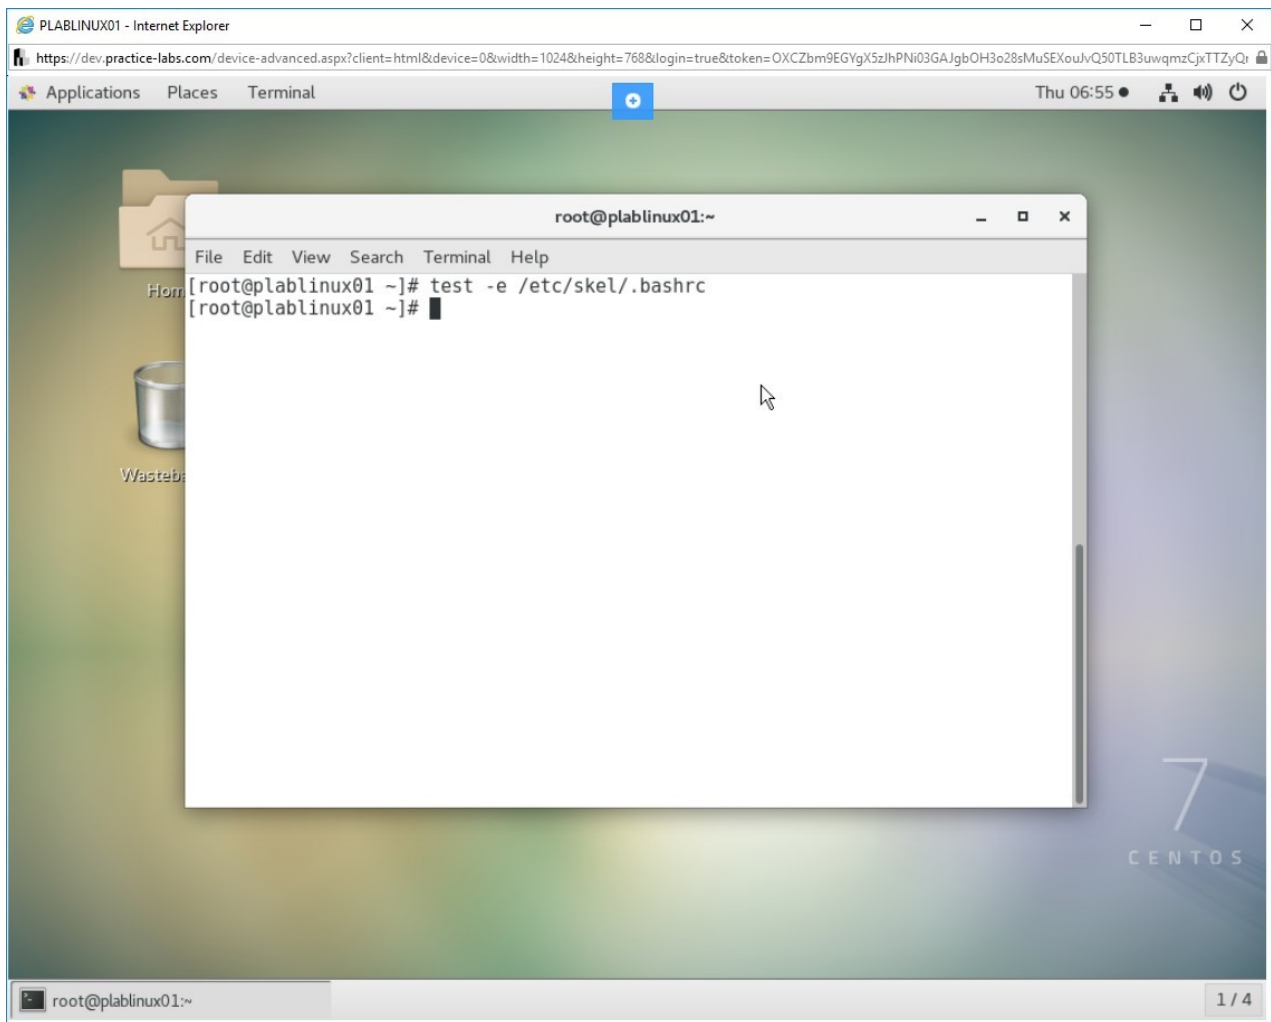 PLABLINUX01 - Internet Explorer
https://dev.practice-labs.com/device-advanced.aspx?client=html&device=0&width=1024&height=768&login=true&token=
Applications Places Terminal Thu 06:55
root@plablinux01:~
File Edit View Search Terminal Help
[root@plablinux01 ~]# test -e /etc/skel/.bashrc
Hom
[root@plablinux01 ~]#
Wasteb
7
CENTOS
root@plablinux01:~ 1 / 4